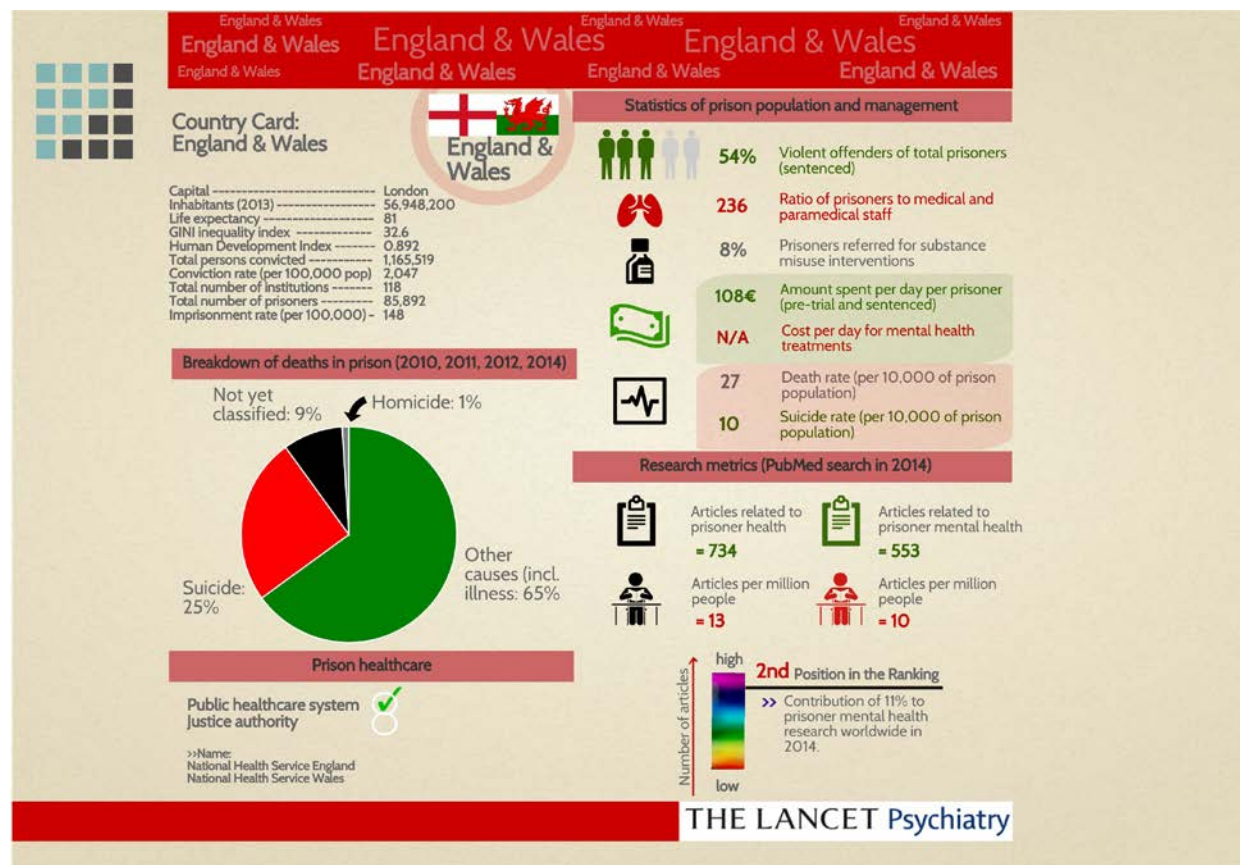 England & Wales
England & Wales
England & Wales
England & Wales
England & Wales
England & Wales
England & Wales
England & Wales
England & Wales
England & Wales
Country Card:
England & Wales
England &
Wales
Capital ---------------------------- London
Inhabitants (2013) ----------------- 56,948,200
Life expectancy -------------------- 81
GINI inequality index ------------- 32.6
Human Development Index ------- 0.892
Total persons convicted ----------- 1,165,519
Conviction rate (per 100,000 pop) 2,047
Total number of institutions ------ 118
Total number of prisoners --------- 85,892
Imprisonment rate (per 100,000) - 148
Breakdown of deaths in prison (2010, 2011, 2012, 2014)
Not yet
classified: 9%
Homicide: 1%
Suicide:
25%
Other
causes (incl.
illness: 65%
Prison healthcare
Public healthcare system
Justice authority
>>Name:
National Health Service England
National Health Service Wales
Statistics of prison population and management
54% Violent offenders of total prisoners
(sentenced)
236 Ratio of prisoners to medical and
paramedical staff
8% Prisoners referred for substance
misuse interventions
108€ Amount spent per day per prisoner
(pre-trial and sentenced)
N/A Cost per day for mental health
treatments
27 Death rate (per 10,000 of prison
population)
10 Suicide rate (per 10,000 of prison
population)
Research metrics (PubMed search in 2014)
Articles related to
prisoner health
= 734
Articles related to
prisoner mental health
= 553
Articles per million
people
= 13
Articles per million
people
= 10
Number of articles
high
low
2nd Position in the Ranking
>> Contribution of 11% to
prisoner mental health
research worldwide in
2014.
THE LANCET Psychiatry